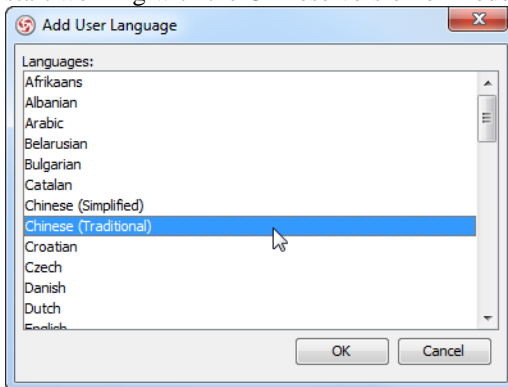 Add User Language
Languages:
Afrikaans
Albanian
Arabic
Belarusian
Bulgarian
Catalan
Chinese (Simplified)
Chinese (Traditional)
Croatian
Czech
Danish
Dutch
English
OK Cancel